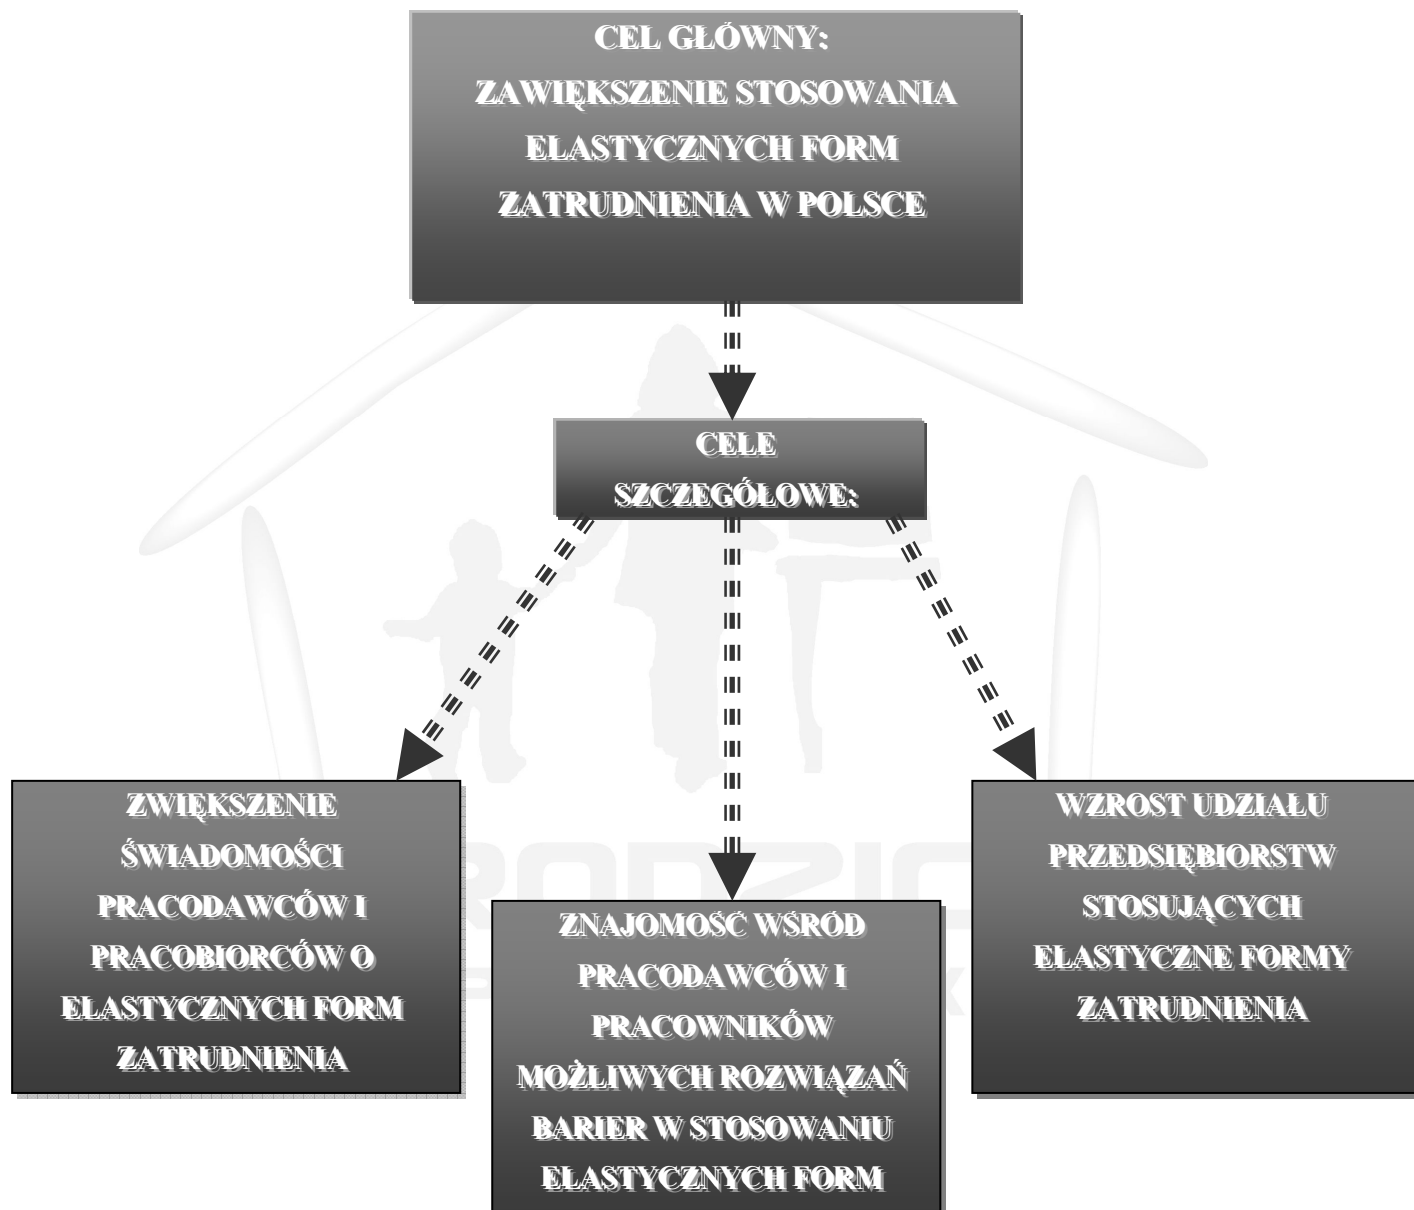 CEL GŁÓWNY:
ZAWIĘKSZENIE STOSOWANIA
ELASTYCZNYCH FORM
ZATRUDNIENIA W POLSCE
CELE
SZCZEGÓŁOWE:
ZWIĘKSZENIE
ŚWIADOMOŚCI
PRACODAWCÓW I
PRACOBIORCÓW O
ELASTYCZNYCH FORM
ZATRUDNIENIA
ZNAJOMOŚĆ WŚRÓD
PRACODAWCÓW I
PRACOWNIKÓW
MOŻLIWYCH ROZWIĄZAŃ
BARIER W STOSOWANIU
ELASTYCZNYCH FORM
WZROST UDZIAŁU
PRZEDSIĘBIORSTW
STOSUJĄCYCH
ELASTYCZNE FORMY
ZATRUDNIENIA